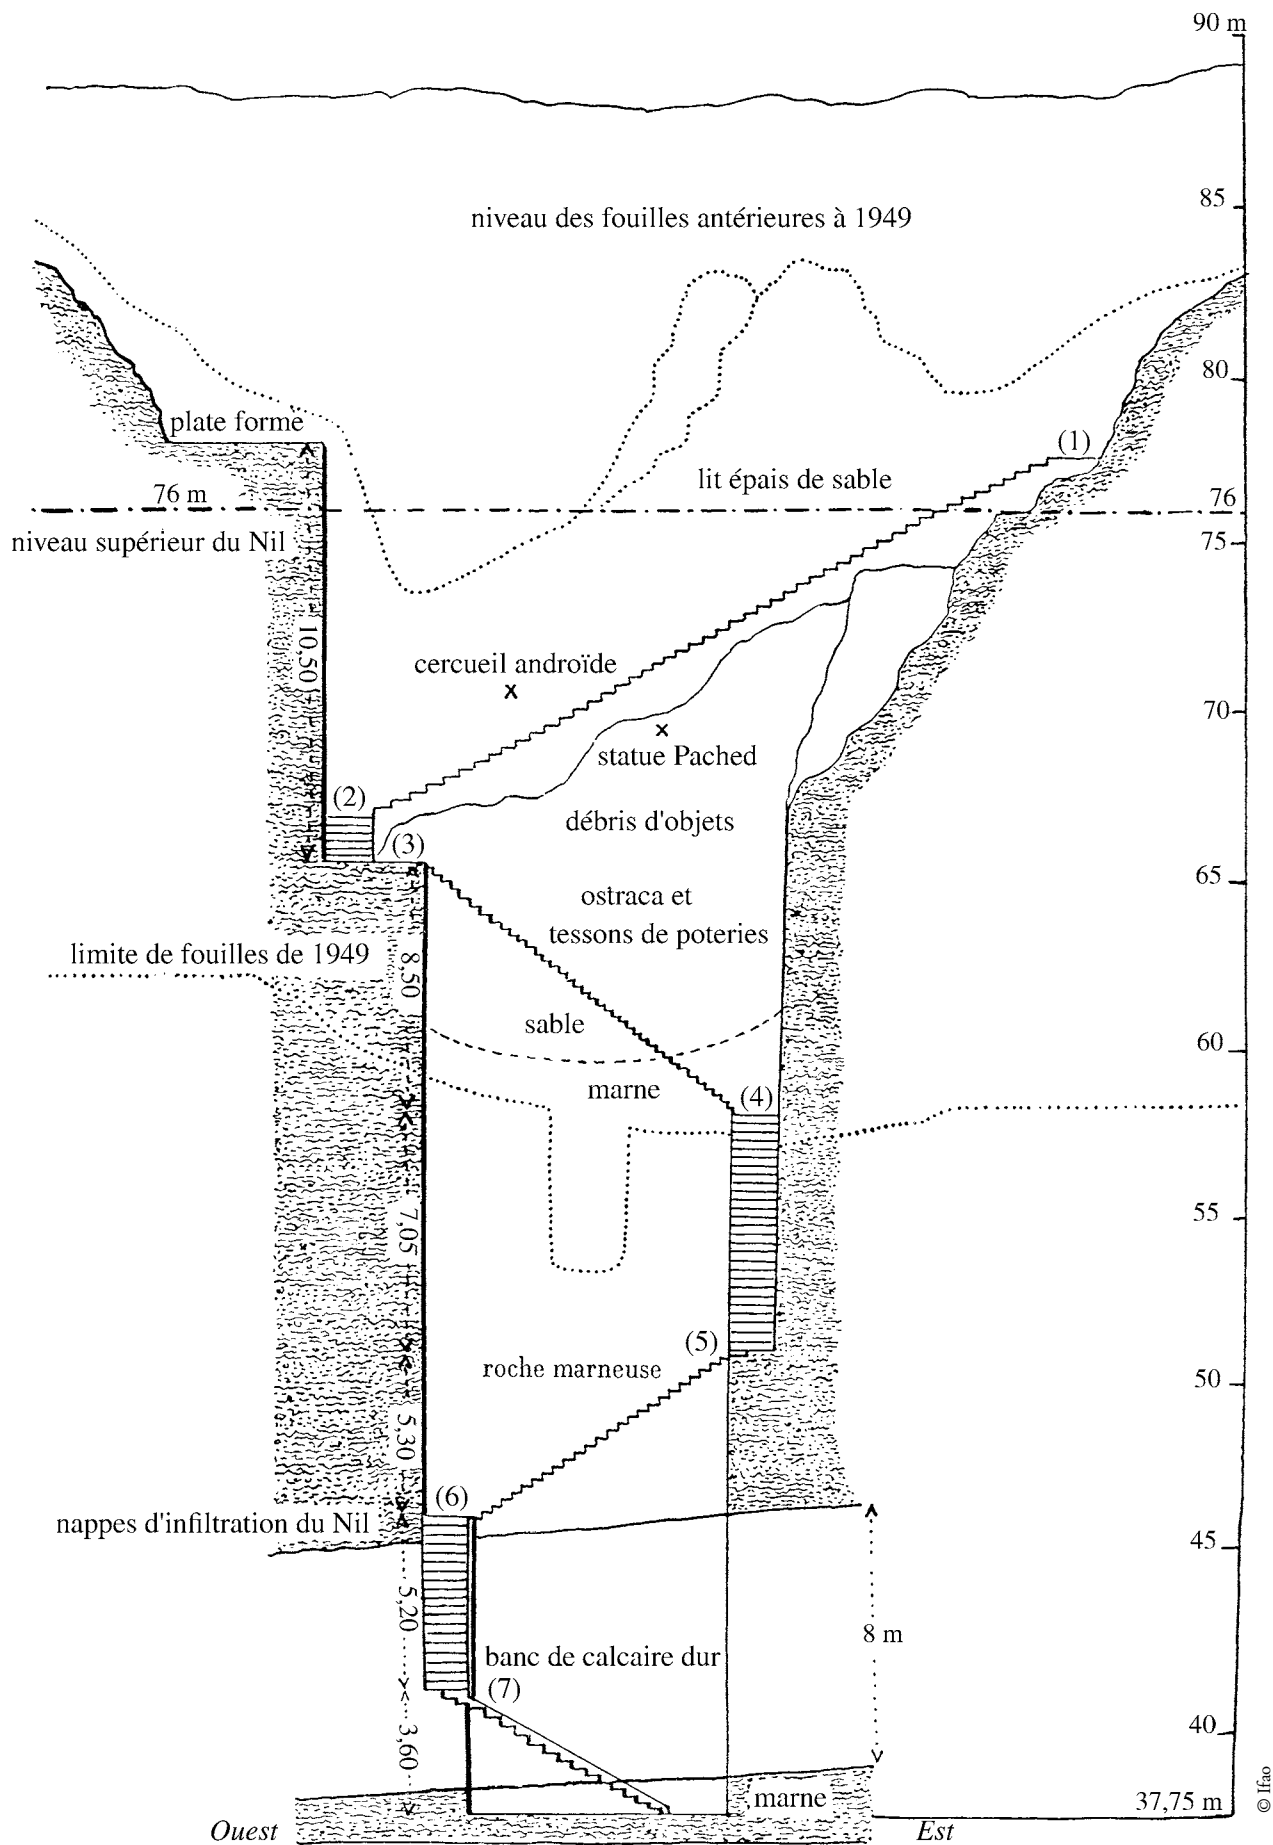 90 m
niveau des fouilles antérieures à 1949
85
80
plate forme
(1)
lit épais de sable
76 m
76
niveau supérieur du Nil
75
10,50
cercueil androïde
x
70
x
statue Pached
(2)
débris d'objets
(3)
65
ostraca et
tessons de poteries
limite de fouilles de 1949
8,50
sable
60
marne
(4)
55
7,05
(5)
roche marneuse
50
5,30
(6)
nappes d'infiltration du Nil
45
5,20
8 m
banc de calcaire dur
(7)
40
3,60
marne
37,75 m
Ouest
Est
© Ifao